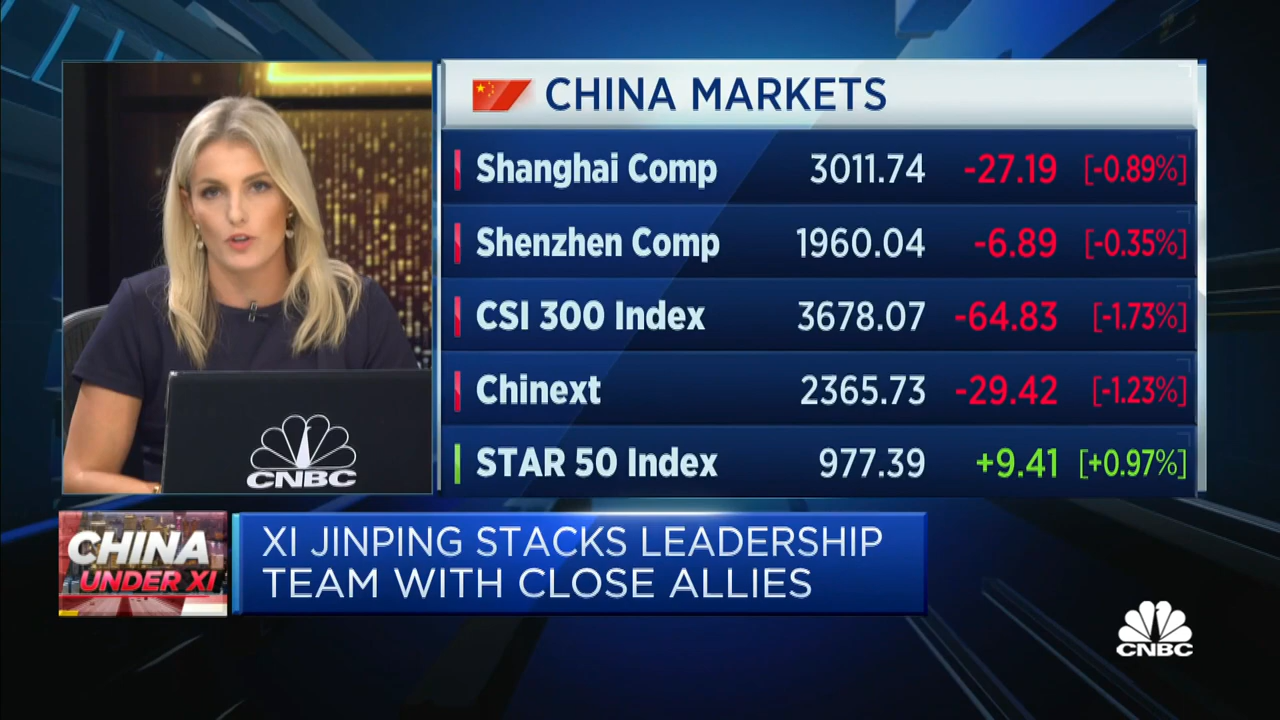 CHINA MARKETS
Shanghai Comp 3011.74 -27.19 [-0.89%]
Shenzhen Comp 1960.04 -6.89 [-0.35%]
CSI 300 Index 3678.07 -64.83 [-1.73%]
Chinext 2365.73 -29.42 [-1.23%]
STAR 50 Index 977.39 +9.41 [+0.97%]
CNBC
CHINA
UNDER XI
XI JINPING STACKS LEADERSHIP
TEAM WITH CLOSE ALLIES
CNBC